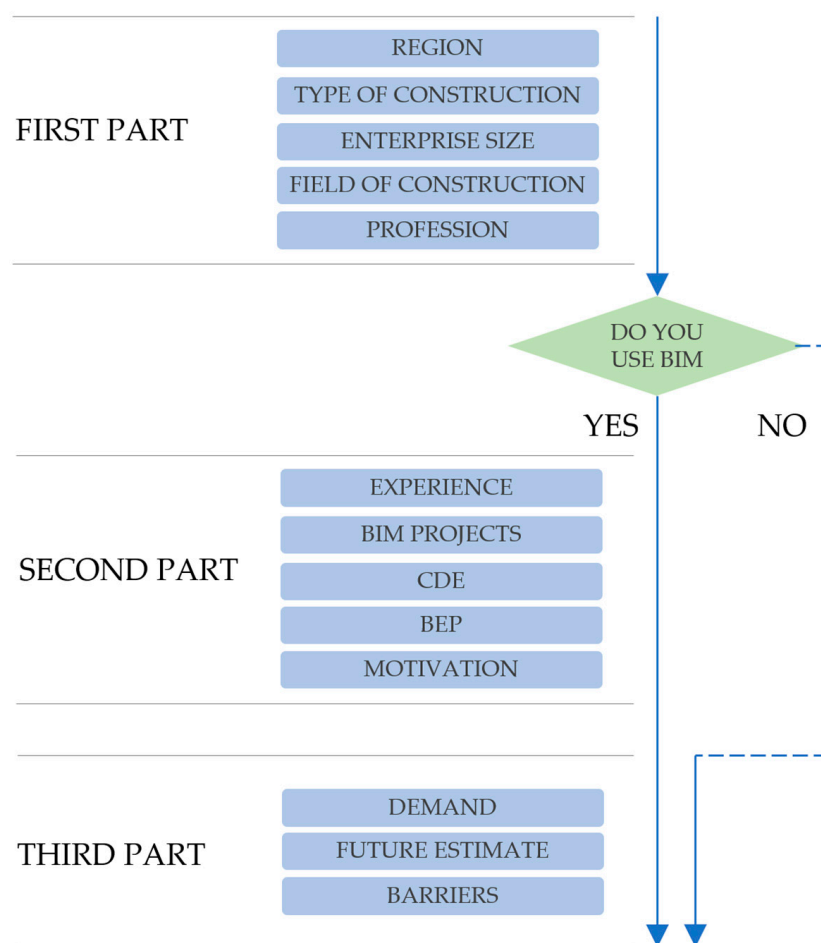 REGION
TYPE OF CONSTRUCTION
FIRST PART
ENTERPRISE SIZE
FIELD OF CONSTRUCTION
PROFESSION
DO YOU
USE BIM
YES
NO
EXPERIENCE
BIM PROJECTS
SECOND PART
CDE
BEP
MOTIVATION
DEMAND
THIRD PART
FUTURE ESTIMATE
BARRIERS